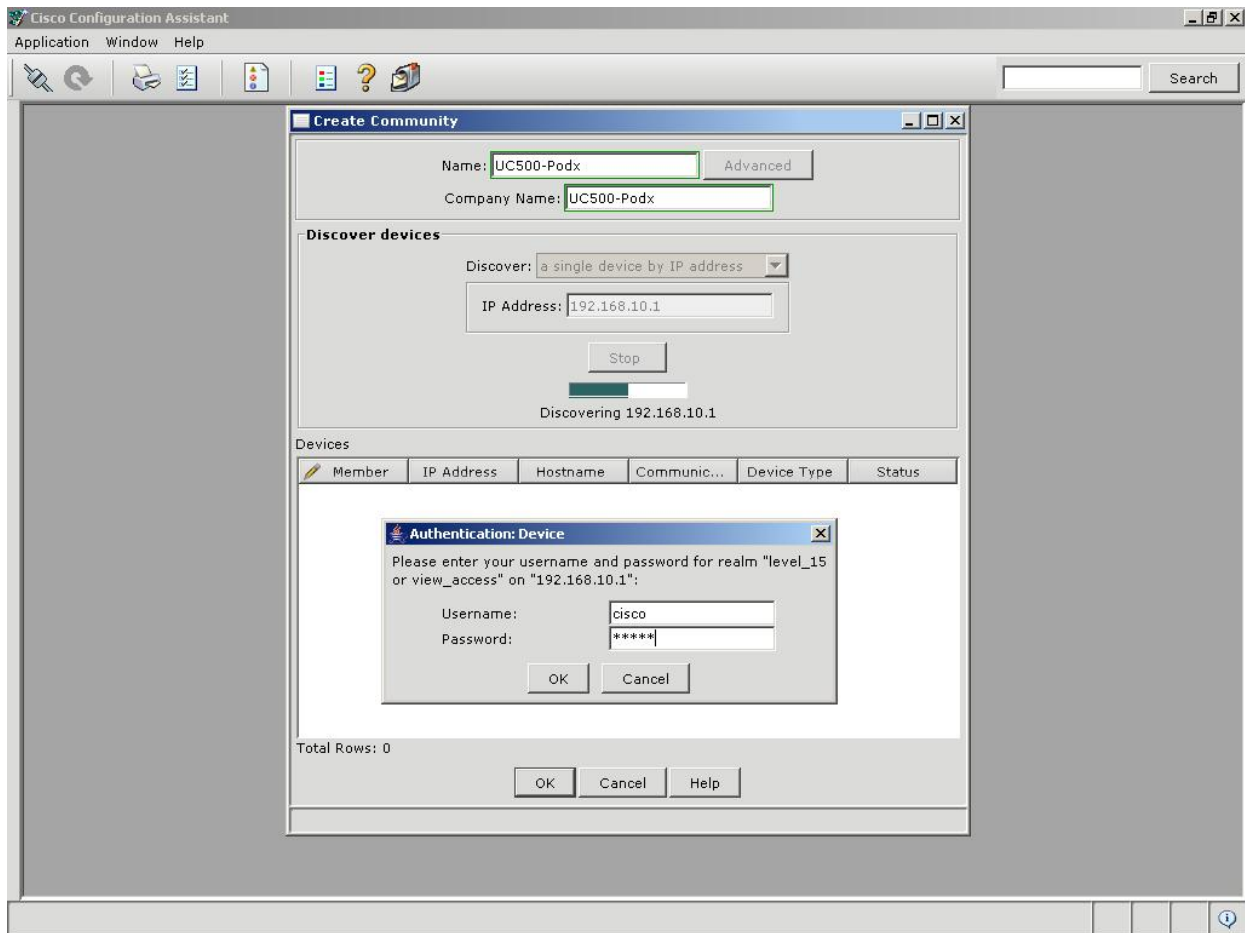 Cisco Configuration Assistant
Application Window Help
Search
Create Community
Name: UC500-Podx Advanced
Company Name: UC500-Podx
Discover devices
Discover: a single device by IP address
IP Address: 192.168.10.1
Stop
Discovering 192.168.10.1
Devices
Member IP Address Hostname Communic... Device Type Status
Authentication: Device
Please enter your username and password for realm "level_15
or view_access" on "192.168.10.1":
Username: cisco
Password: *****
OK Cancel
Total Rows: 0
OK Cancel Help